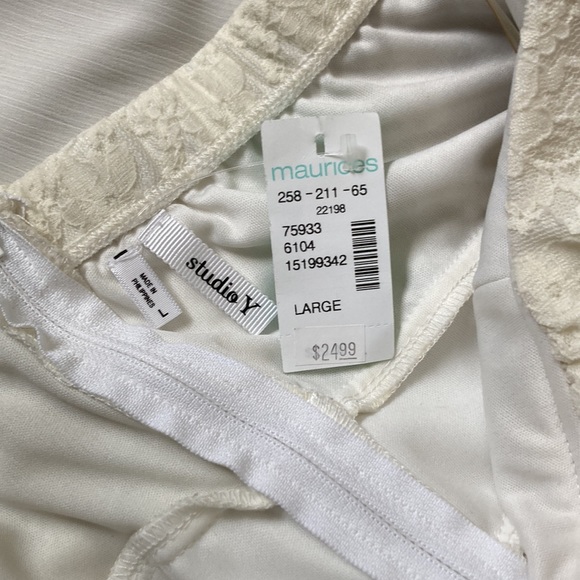 maurices
258-211-65
22198
75933
6104
15199342
LARGE
$2499
studio Y
MADE IN
PHILIPPINES
L